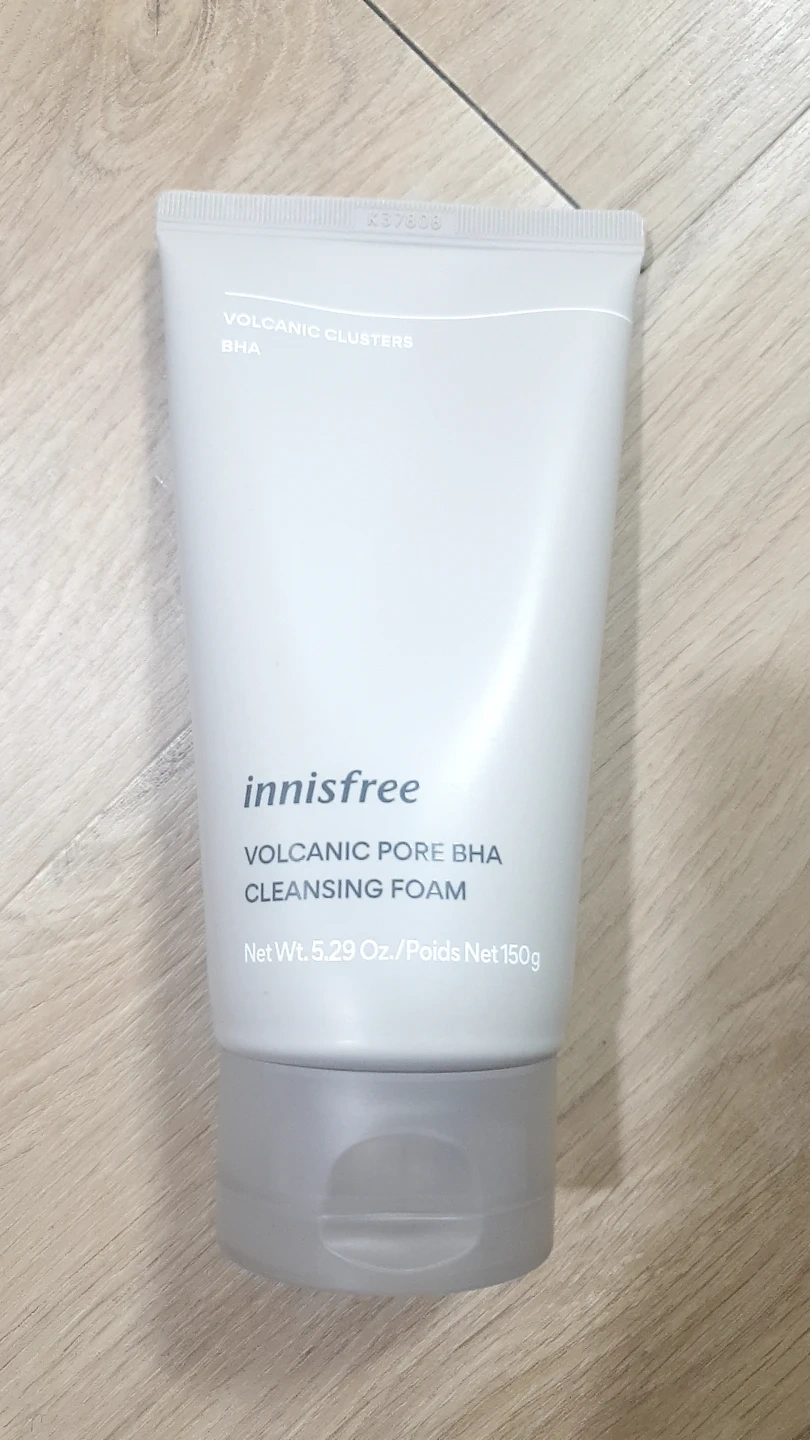 K37808
VOLCANIC CLUSTERS
BHA
innisfree
VOLCANIC PORE BHA
CLEANSING FOAM
Net Wt. 5.29 Oz./Poids Net 150g